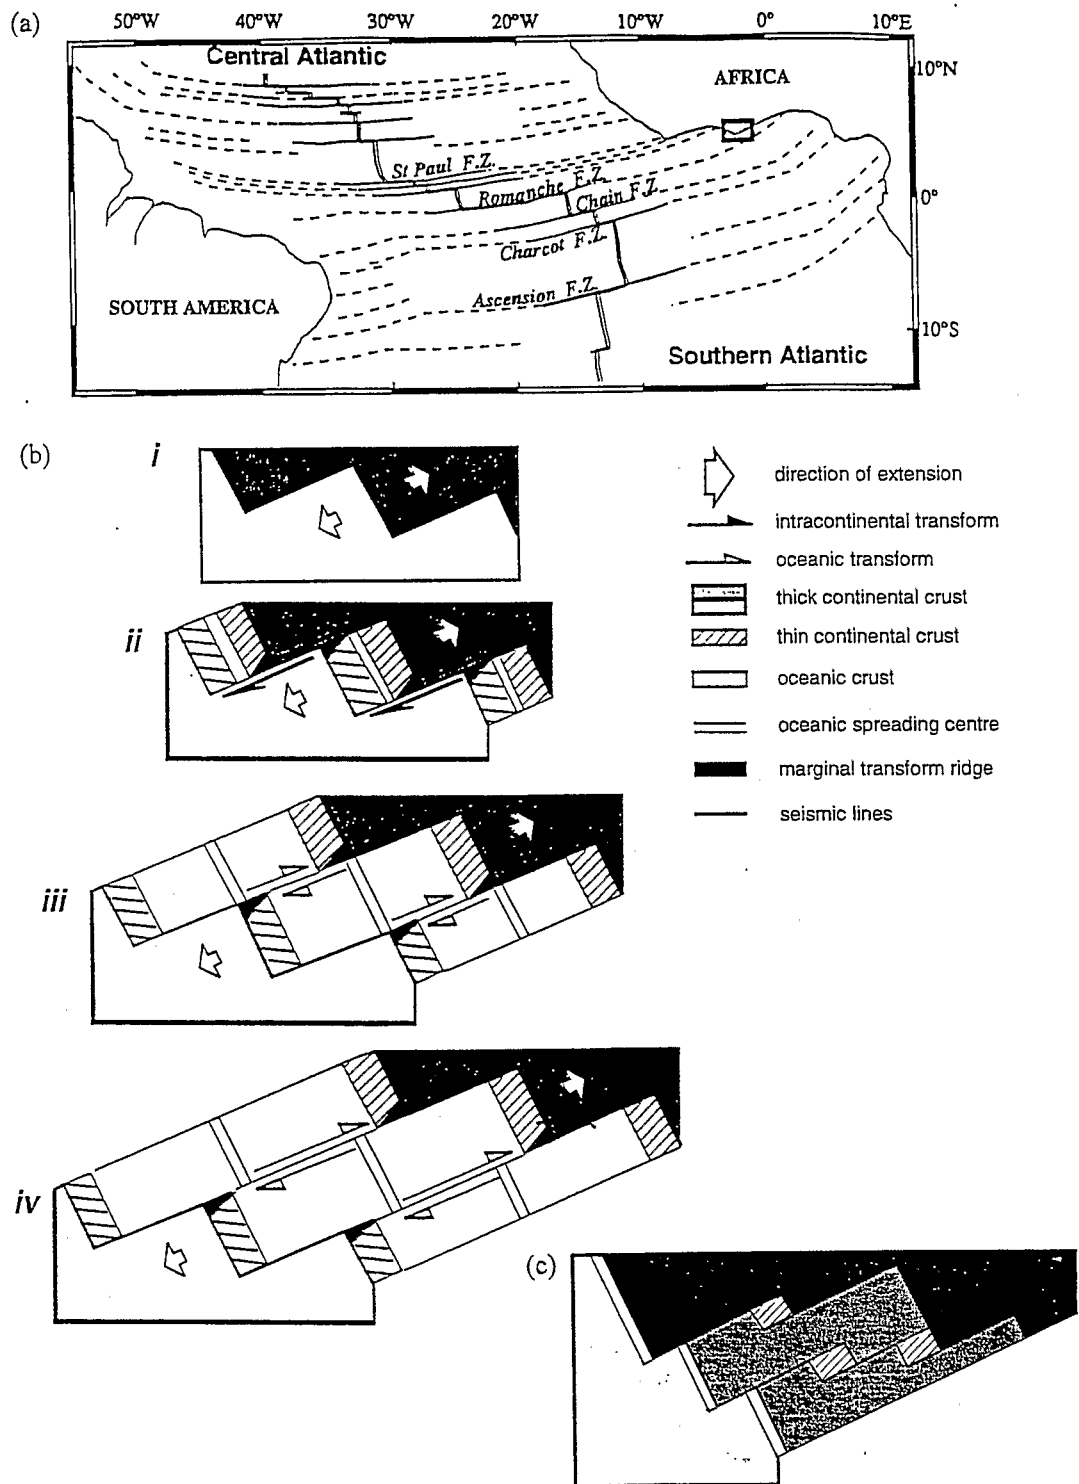 (a)
50°W 40°W 30°W 20°W 10°W 0° 10°E
Central Atlantic
AFRICA
10°N
St Paul F.Z.
Romanche F.Z.
Chain F.Z.
0°
Charcot F.Z.
Ascension F.Z.
SOUTH AMERICA
10°S
Southern Atlantic
(b)
i
direction of extension
intracontinental transform
oceanic transform
thick continental crust
ii
thin continental crust
oceanic crust
oceanic spreading centre
marginal transform ridge
seismic lines
iii
iv
(c)